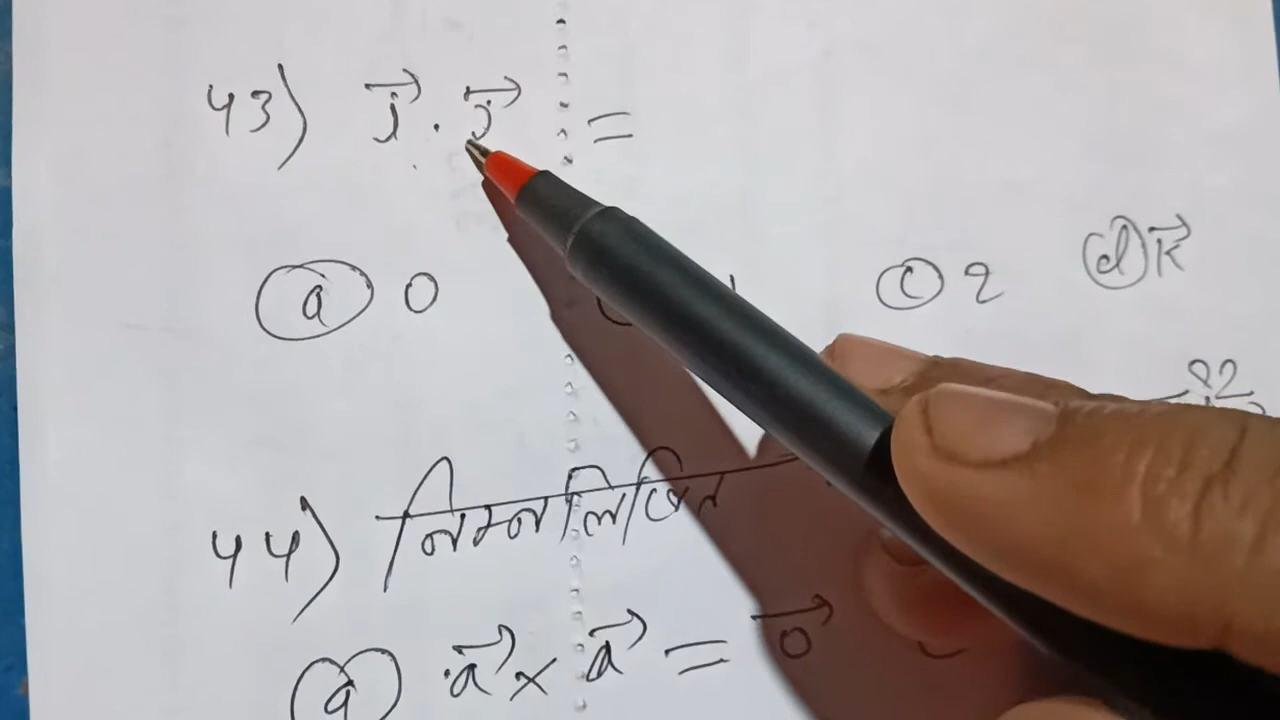 43) j⃗ . j⃗ =
(a) 0 (c) 2 (d) k⃗
44) निम्नलिखित
(a) a⃗ × a⃗ = 0⃗